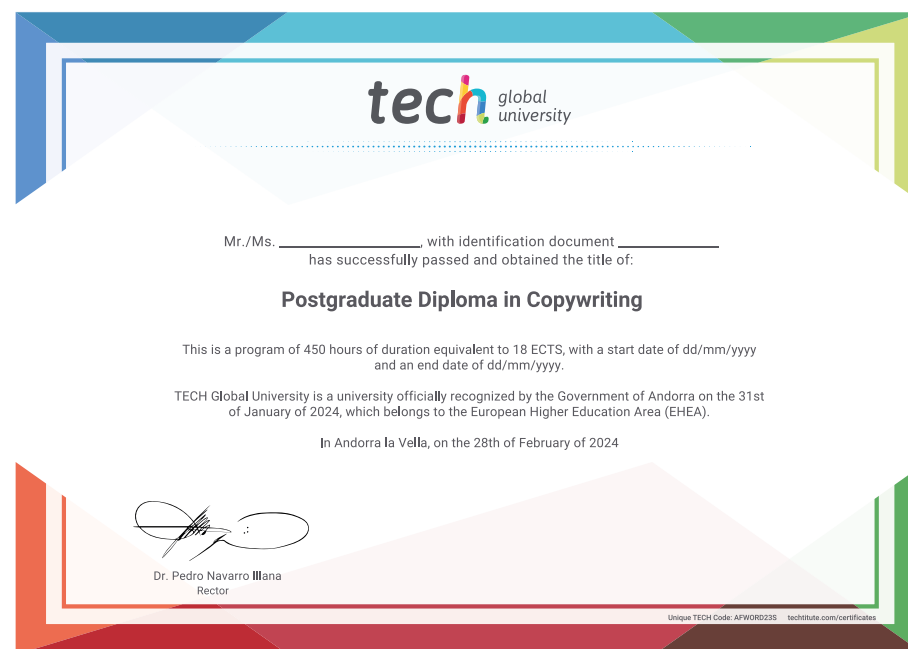 tech global university
Mr./Ms. ____________________, with identification document ______________
has successfully passed and obtained the title of:
Postgraduate Diploma in Copywriting
This is a program of 450 hours of duration equivalent to 18 ECTS, with a start date of dd/mm/yyyy
and an end date of dd/mm/yyyy.
TECH Global University is a university officially recognized by the Government of Andorra on the 31st
of January of 2024, which belongs to the European Higher Education Area (EHEA).
In Andorra la Vella, on the 28th of February of 2024
Dr. Pedro Navarro Illana
Rector
Unique TECH Code: AFWORD23S techtitute.com/certificates